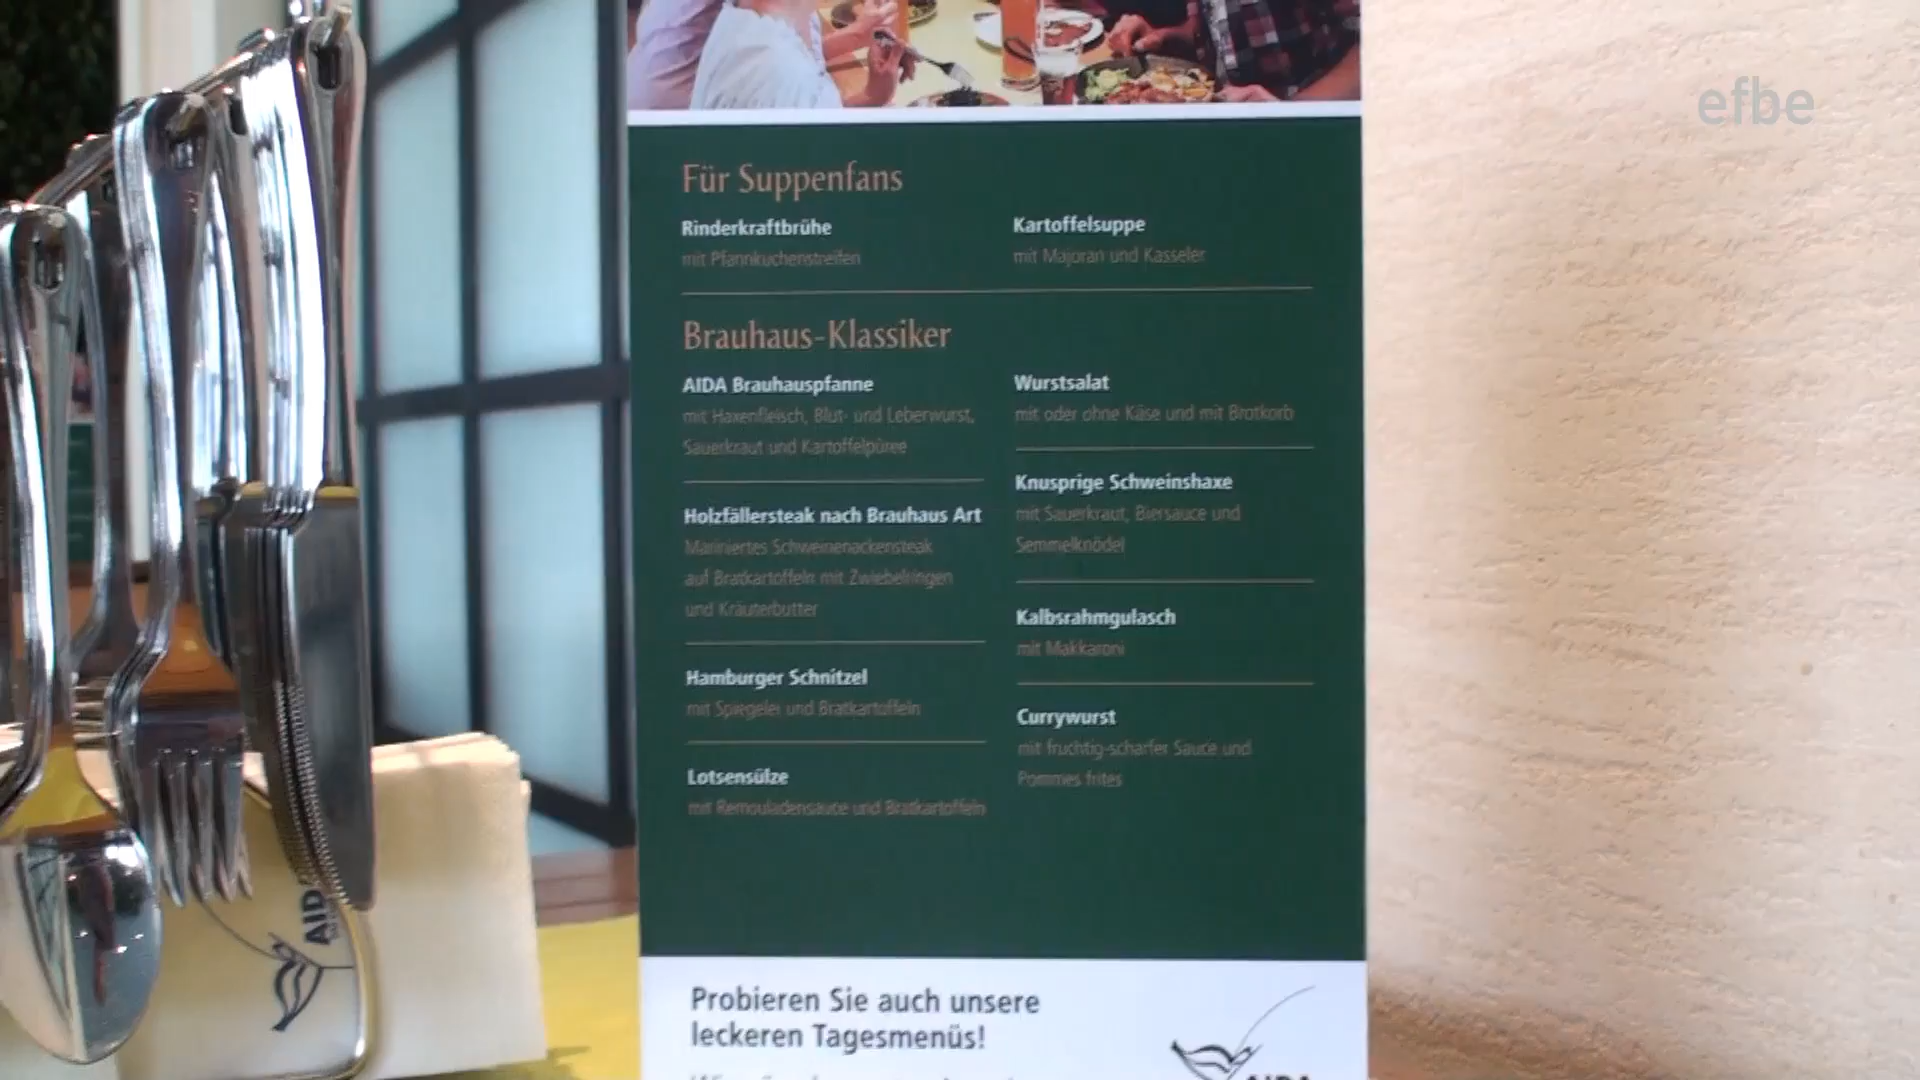 efbe
Für Suppenfans
Rinderkraftbrühe
mit Pfannkuchenstreifen
Kartoffelsuppe
mit Majoran und Kasseler
Brauhaus-Klassiker
AIDA Brauhauspfanne
mit Haxenfleisch, Blut- und Leberwurst,
Sauerkraut und Kartoffelpüree
Holzfällersteak nach Brauhaus Art
Mariniertes Schweinenackensteak
auf Bratkartoffeln mit Zwiebelringen
und Kräuterbutter
Hamburger Schnitzel
mit Spiegelei und Bratkartoffeln
Lotsensülze
mit Remouladensauce und Bratkartoffeln
Wurstsalat
mit oder ohne Käse und mit Brotkorb
Knusprige Schweinshaxe
mit Sauerkraut, Biersauce und
Semmelknödel
Kalbsrahmgulasch
mit Makkaroni
Currywurst
mit fruchtig-scharfer Sauce und
Pommes frites
Probieren Sie auch unsere
leckeren Tagesmenüs!
AIDA